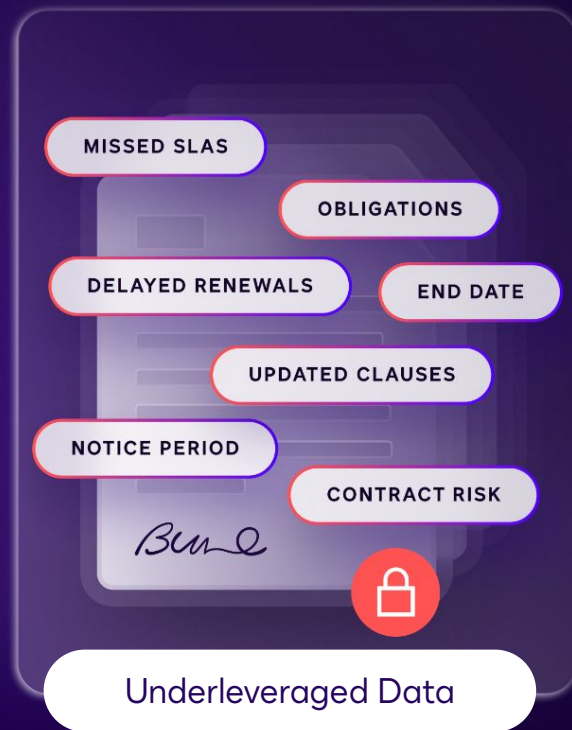 MISSED SLAS
OBLIGATIONS
DELAYED RENEWALS
END DATE
UPDATED CLAUSES
NOTICE PERIOD
CONTRACT RISK
Underleveraged Data